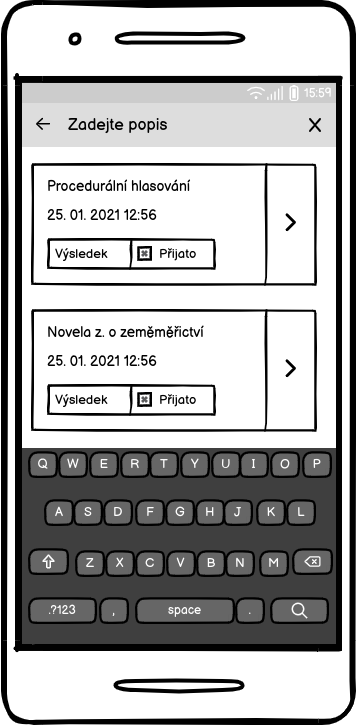 15:59
Zadejte popis
Procedurální hlasování
25. 01. 2021 12:56
Výsledek Přijato
Novela z. o zeměměřictví
25. 01. 2021 12:56
Výsledek Přijato
Q W E R T Y U I O P
A S D F G H J K L
Z X C V B N M
.?123 , space .